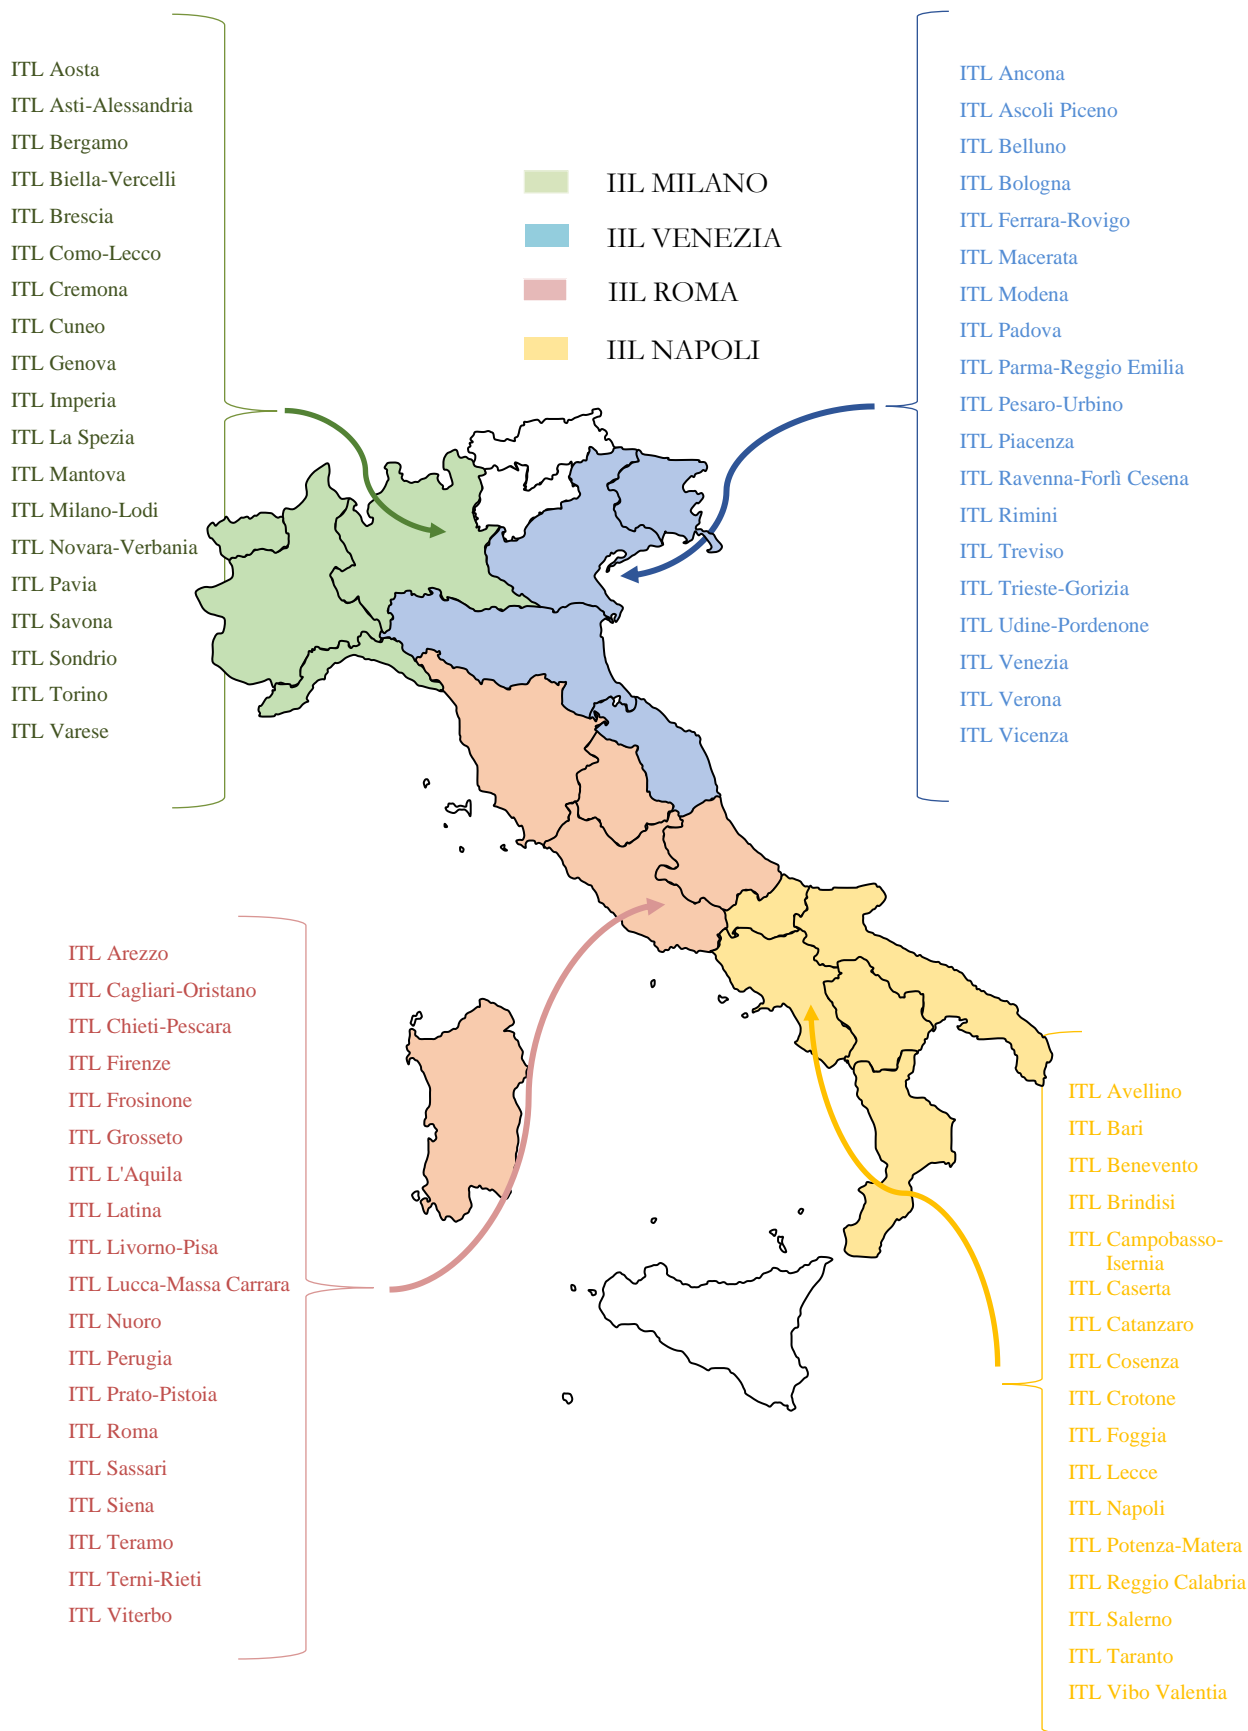 ITL Aosta
ITL Asti-Alessandria
ITL Bergamo
ITL Biella-Vercelli
ITL Brescia
ITL Como-Lecco
ITL Cremona
ITL Cuneo
ITL Genova
ITL Imperia
ITL La Spezia
ITL Mantova
ITL Milano-Lodi
ITL Novara-Verbania
ITL Pavia
ITL Savona
ITL Sondrio
ITL Torino
ITL Varese
IIL MILANO
IIL VENEZIA
IIL ROMA
IIL NAPOLI
ITL Ancona
ITL Ascoli Piceno
ITL Belluno
ITL Bologna
ITL Ferrara-Rovigo
ITL Macerata
ITL Modena
ITL Padova
ITL Parma-Reggio Emilia
ITL Pesaro-Urbino
ITL Piacenza
ITL Ravenna-Forlì Cesena
ITL Rimini
ITL Treviso
ITL Trieste-Gorizia
ITL Udine-Pordenone
ITL Venezia
ITL Verona
ITL Vicenza
ITL Arezzo
ITL Cagliari-Oristano
ITL Chieti-Pescara
ITL Firenze
ITL Frosinone
ITL Grosseto
ITL L'Aquila
ITL Latina
ITL Livorno-Pisa
ITL Lucca-Massa Carrara
ITL Nuoro
ITL Perugia
ITL Prato-Pistoia
ITL Roma
ITL Sassari
ITL Siena
ITL Teramo
ITL Terni-Rieti
ITL Viterbo
ITL Avellino
ITL Bari
ITL Benevento
ITL Brindisi
ITL Campobasso-
Isernia
ITL Caserta
ITL Catanzaro
ITL Cosenza
ITL Crotone
ITL Foggia
ITL Lecce
ITL Napoli
ITL Potenza-Matera
ITL Reggio Calabria
ITL Salerno
ITL Taranto
ITL Vibo Valentia